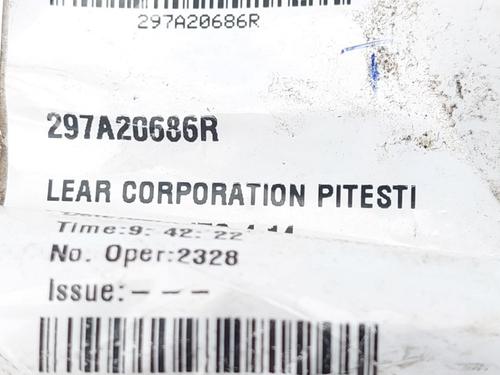 297A20686R
297A20686R
LEAR CORPORATION PITESTI
Time:9: 42: 22
No. Oper:2328
Issue:- - -